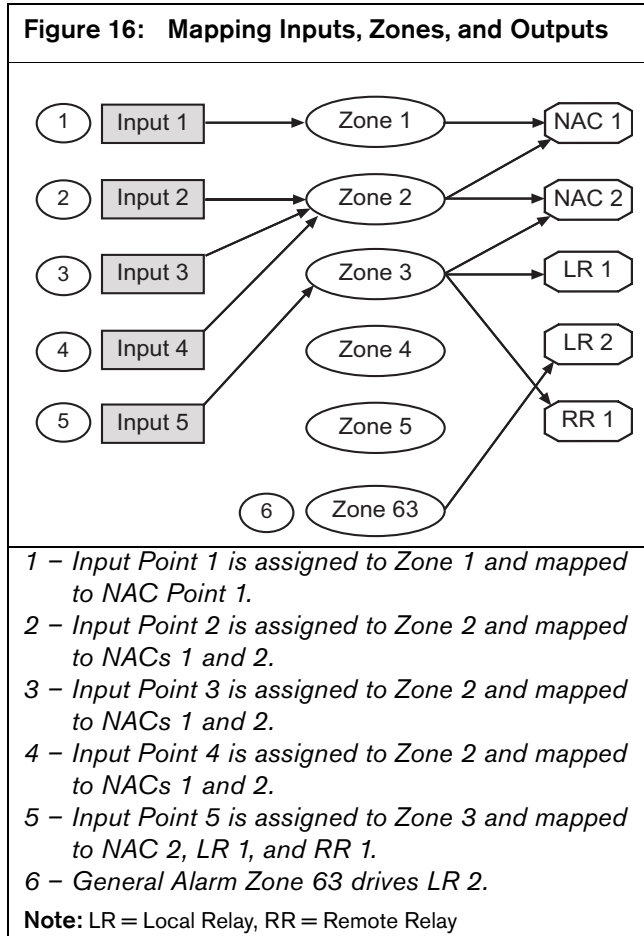 Figure 16: Mapping Inputs, Zones, and Outputs
1 Input 1 Zone 1 NAC 1
2 Input 2 Zone 2 NAC 2
3 Input 3 Zone 3 LR 1
4 Input 4 Zone 4 LR 2
5 Input 5 Zone 5 RR 1
6 Zone 63
1 – Input Point 1 is assigned to Zone 1 and mapped
to NAC Point 1.
2 – Input Point 2 is assigned to Zone 2 and mapped
to NACs 1 and 2.
3 – Input Point 3 is assigned to Zone 2 and mapped
to NACs 1 and 2.
4 – Input Point 4 is assigned to Zone 2 and mapped
to NACs 1 and 2.
5 – Input Point 5 is assigned to Zone 3 and mapped
to NAC 2, LR 1, and RR 1.
6 – General Alarm Zone 63 drives LR 2.
Note: LR = Local Relay, RR = Remote Relay